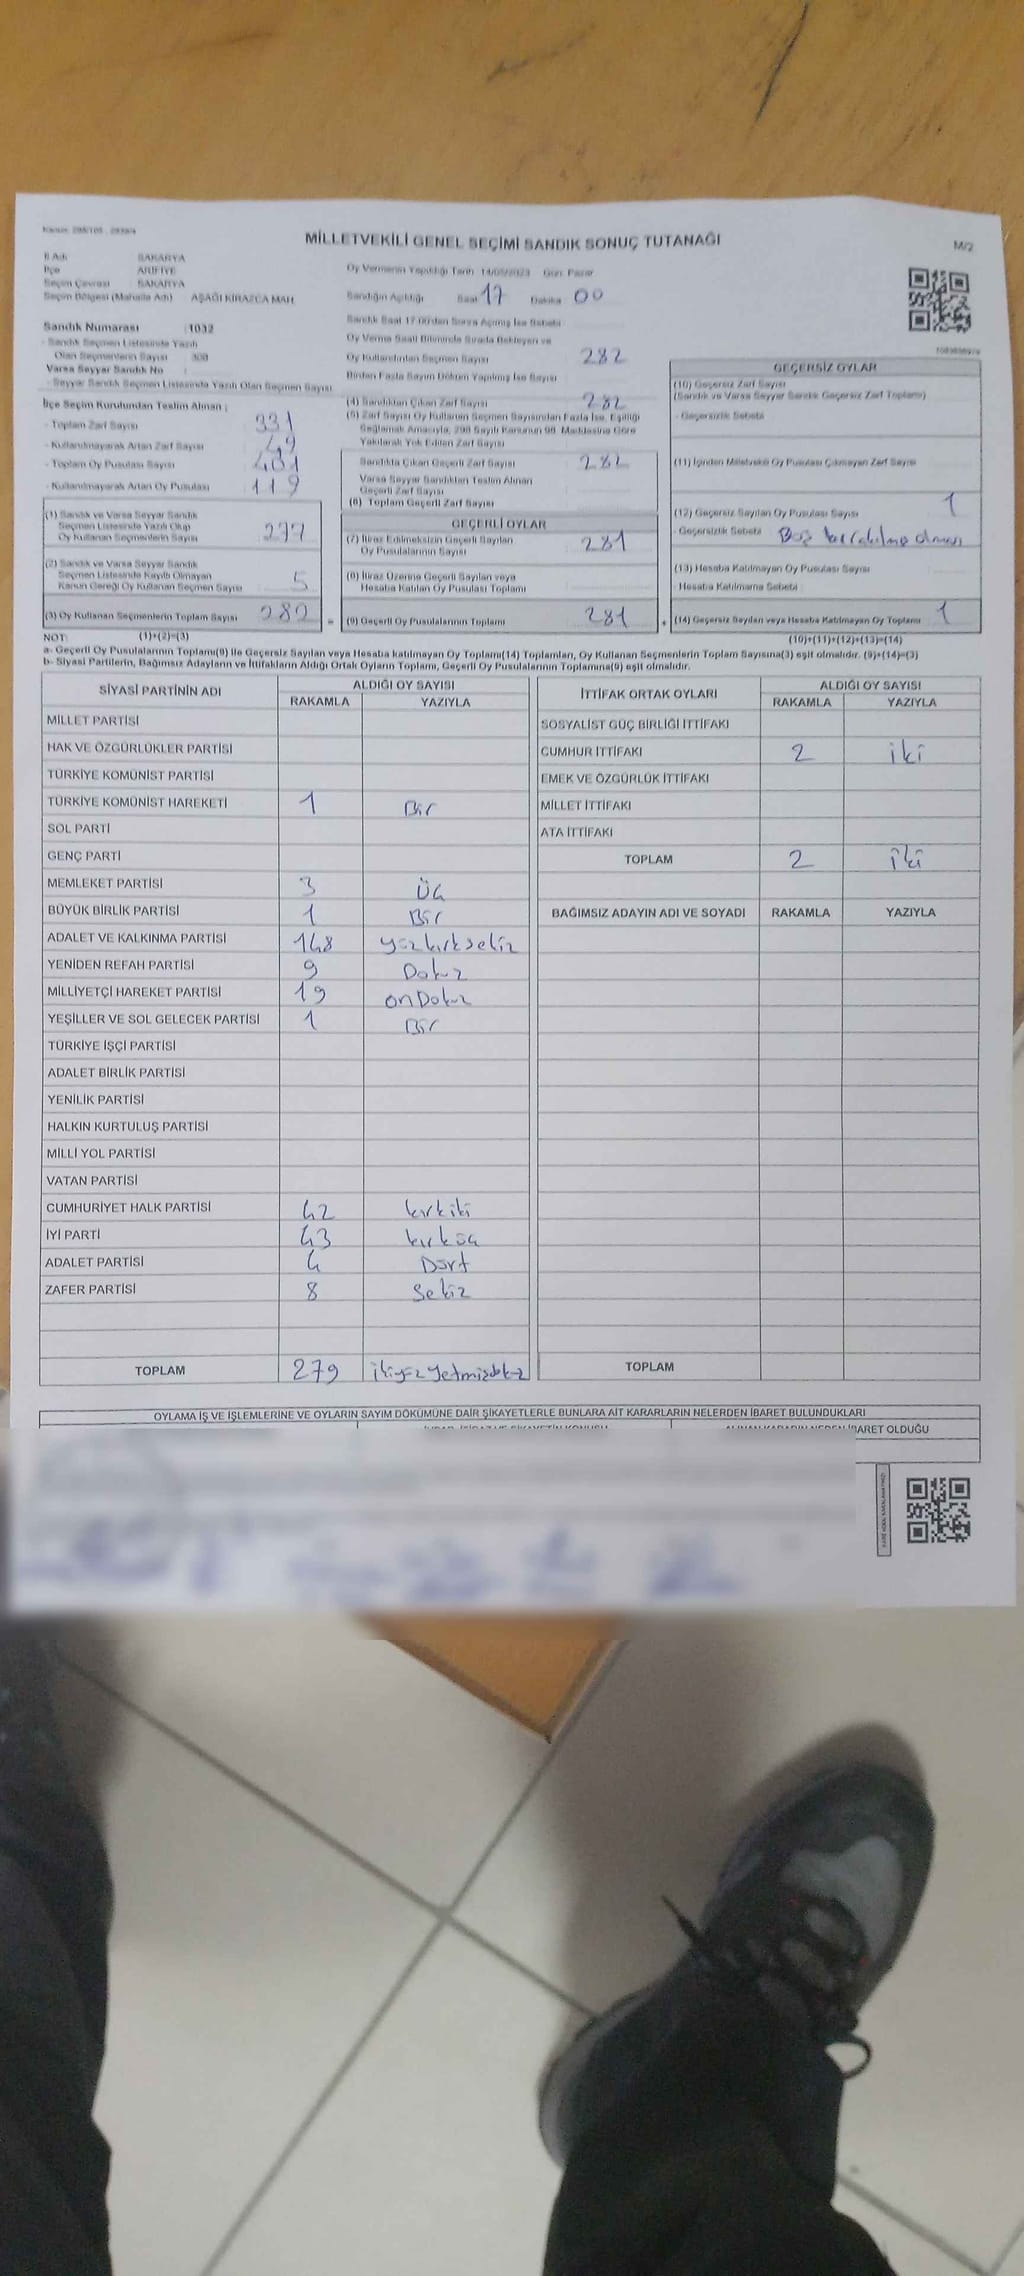 MİLLETVEKİLİ GENEL SEÇİMİ SANDIK SONUÇ TUTANAĞI
M/2
İl Adı SAKARYA
İlçe ARİFİYE
Seçim Çevresi SAKARYA
Seçim Bölgesi (Mahalle Adı) AŞAĞI KİRAZCA MAH.
Sandık Numarası :1032
- Sandık Seçmen Listesinde Yazılı
Olan Seçmenlerin Sayısı
Varsa Seyyar Sandık No
- Seyyar Sandık Seçmen Listesinde Yazılı Olan Seçmen Sayısı
İlçe Seçim Kurulundan Teslim Alınan :
- Toplam Zarf Sayısı 331
- Kullanılmayarak Artan Zarf Sayısı 49
- Toplam Oy Pusulası Sayısı 401
- Kullanılmayarak Artan Oy Pusulası 119
(1) Sandık ve Varsa Seyyar Sandık
Seçmen Listesinde Yazılı Olup
Oy Kullanan Seçmenlerin Sayısı 277
(2) Sandık ve Varsa Seyyar Sandık
Seçmen Listesinde Kayıtlı Olmayan
Kanun Gereği Oy Kullanan Seçmen Sayısı 5
(3) Oy Kullanan Seçmenlerin Toplam Sayısı 282 =
Oy Vermenin Yapıldığı Tarih 14/05/2023 Gün: Pazar
Sandığın Açıldığı Saat 17 Dakika 00
Sandık Saat 17:00'den Sonra Açılmış İse Sebebi
Oy Verme Saati Bitiminde Sırada Bekleyen ve
Oy Kullandırılan Seçmen Sayısı 282
Birden Fazla Sayım Döküm Yapılmış İse Sayısı
(4) Sandıktan Çıkan Zarf Sayısı 282
(5) Zarf Sayısı Oy Kullanan Seçmen Sayısından Fazla İse, Eşitliği
Sağlamak Amacıyla, 298 Sayılı Kanunun 98. Maddesine Göre
Yakılarak Yok Edilen Zarf Sayısı
Sandıkta Çıkan Geçerli Zarf Sayısı 282
Varsa Seyyar Sandıktan Teslim Alınan
Geçerli Zarf Sayısı
(6) Toplam Geçerli Zarf Sayısı
GEÇERLİ OYLAR
(7) İtiraz Edilmeksizin Geçerli Sayılan
Oy Pusulalarının Sayısı 281
(8) İtiraz Üzerine Geçerli Sayılan veya
Hesaba Katılan Oy Pusulası Toplamı
(9) Geçerli Oy Pusulalarının Toplamı 281 +
GEÇERSİZ OYLAR
(10) Geçersiz Zarf Sayısı
(Sandık ve Varsa Seyyar Sandık Geçersiz Zarf Toplamı)
- Geçersizlik Sebebi
(11) İçinden Milletvekili Oy Pusulası Çıkmayan Zarf Sayısı
(12) Geçersiz Sayılan Oy Pusulası Sayısı 1
- Geçersizlik Sebebi Boş bırakılmış olması
(13) Hesaba Katılmayan Oy Pusulası Sayısı
Hesaba Katılmama Sebebi
(14) Geçersiz Sayılan veya Hesaba Katılmayan Oy Toplamı 1
NOT: (1)+(2)=(3) (10)+(11)+(12)+(13)=(14)
a- Geçerli Oy Pusulalarının Toplamı(9) ile Geçersiz Sayılan veya Hesaba katılmayan Oy Toplamı(14) Toplamları, Oy Kullanan Seçmenlerin Toplam Sayısına(3) eşit olmalıdır. (9)+(14)=(3)
b- Siyasi Partilerin, Bağımsız Adayların ve İttifakların Aldığı Ortak Oyların Toplamı, Geçerli Oy Pusulalarının Toplamına(9) eşit olmalıdır.
SİYASİ PARTİNİN ADI ALDIĞI OY SAYISI
RAKAMLA YAZIYLA
MİLLET PARTİSİ
HAK VE ÖZGÜRLÜKLER PARTİSİ
TÜRKİYE KOMÜNİST PARTİSİ
TÜRKİYE KOMÜNİST HAREKETİ 1 Bir
SOL PARTİ
GENÇ PARTİ
MEMLEKET PARTİSİ 3 Üç
BÜYÜK BİRLİK PARTİSİ 1 Bir
ADALET VE KALKINMA PARTİSİ 148 yüzkırksekiz
YENİDEN REFAH PARTİSİ 9 Dokuz
MİLLİYETÇİ HAREKET PARTİSİ 19 onDokuz
YEŞİLLER VE SOL GELECEK PARTİSİ 1 Bir
TÜRKİYE İŞÇİ PARTİSİ
ADALET BİRLİK PARTİSİ
YENİLİK PARTİSİ
HALKIN KURTULUŞ PARTİSİ
MİLLİ YOL PARTİSİ
VATAN PARTİSİ
CUMHURİYET HALK PARTİSİ 42 kırkiki
İYİ PARTİ 43 kırküç
ADALET PARTİSİ 4 Dört
ZAFER PARTİSİ 8 Sekiz
TOPLAM 279 ikiyüzyetmişdokuz
İTTİFAK ORTAK OYLARI ALDIĞI OY SAYISI
RAKAMLA YAZIYLA
SOSYALİST GÜÇ BİRLİĞİ İTTİFAKI
CUMHUR İTTİFAKI 2 iki
EMEK VE ÖZGÜRLÜK İTTİFAKI
MİLLET İTTİFAKI
ATA İTTİFAKI
TOPLAM 2 iki
BAĞIMSIZ ADAYIN ADI VE SOYADI RAKAMLA YAZIYLA
TOPLAM
OYLAMA İŞ VE İŞLEMLERİNE VE OYLARIN SAYIM DÖKÜMÜNE DAİR ŞİKAYETLERLE BUNLARA AİT KARARLARIN NELERDEN İBARET BULUNDUKLARI
İBARET OLDUĞU